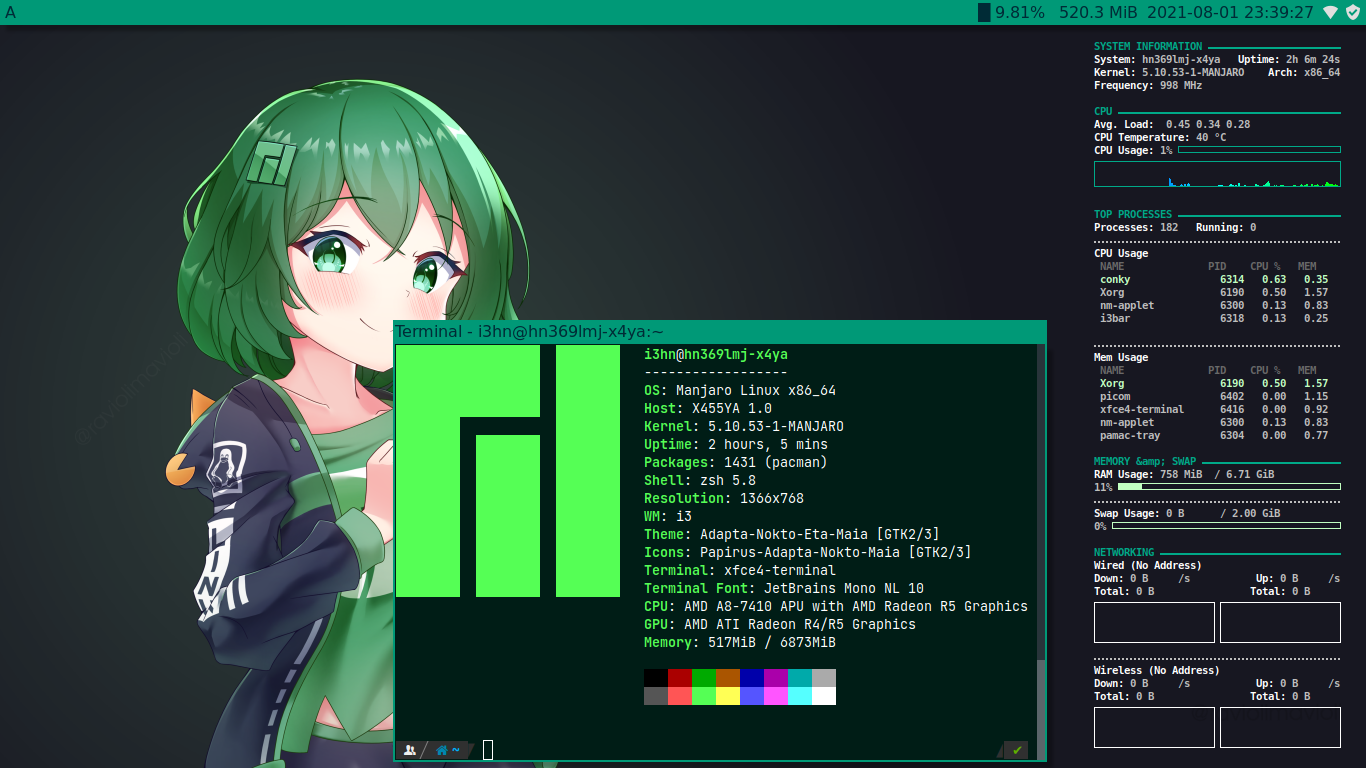 A
9.81% 520.3 MiB 2021-08-01 23:39:27
SYSTEM INFORMATION
System: hn369lmj-x4ya Uptime: 2h 6m 24s
Kernel: 5.10.53-1-MANJARO Arch: x86_64
Frequency: 998 MHz
CPU
Avg. Load: 0.45 0.34 0.28
CPU Temperature: 40 °C
CPU Usage: 1%
TOP PROCESSES
Processes: 182 Running: 0
CPU Usage
NAME PID CPU % MEM
conky 6314 0.63 0.35
Xorg 6190 0.50 1.57
nm-applet 6300 0.13 0.83
i3bar 6318 0.13 0.25
Mem Usage
NAME PID CPU % MEM
Xorg 6190 0.50 1.57
picom 6402 0.00 1.15
xfce4-terminal 6416 0.00 0.92
nm-applet 6300 0.13 0.83
pamac-tray 6304 0.00 0.77
MEMORY &amp; SWAP
RAM Usage: 758 MiB / 6.71 GiB
11%
Swap Usage: 0 B / 2.00 GiB
0%
NETWORKING
Wired (No Address)
Down: 0 B /s Up: 0 B /s
Total: 0 B Total: 0 B
Wireless (No Address)
Down: 0 B /s Up: 0 B /s
Total: 0 B Total: 0 B
Terminal - i3hn@hn369lmj-x4ya:~
i3hn@hn369lmj-x4ya
------------------
OS: Manjaro Linux x86_64
Host: X455YA 1.0
Kernel: 5.10.53-1-MANJARO
Uptime: 2 hours, 5 mins
Packages: 1431 (pacman)
Shell: zsh 5.8
Resolution: 1366x768
WM: i3
Theme: Adapta-Nokto-Eta-Maia [GTK2/3]
Icons: Papirus-Adapta-Nokto-Maia [GTK2/3]
Terminal: xfce4-terminal
Terminal Font: JetBrains Mono NL 10
CPU: AMD A8-7410 APU with AMD Radeon R5 Graphics
GPU: AMD ATI Radeon R4/R5 Graphics
Memory: 517MiB / 6873MiB
~